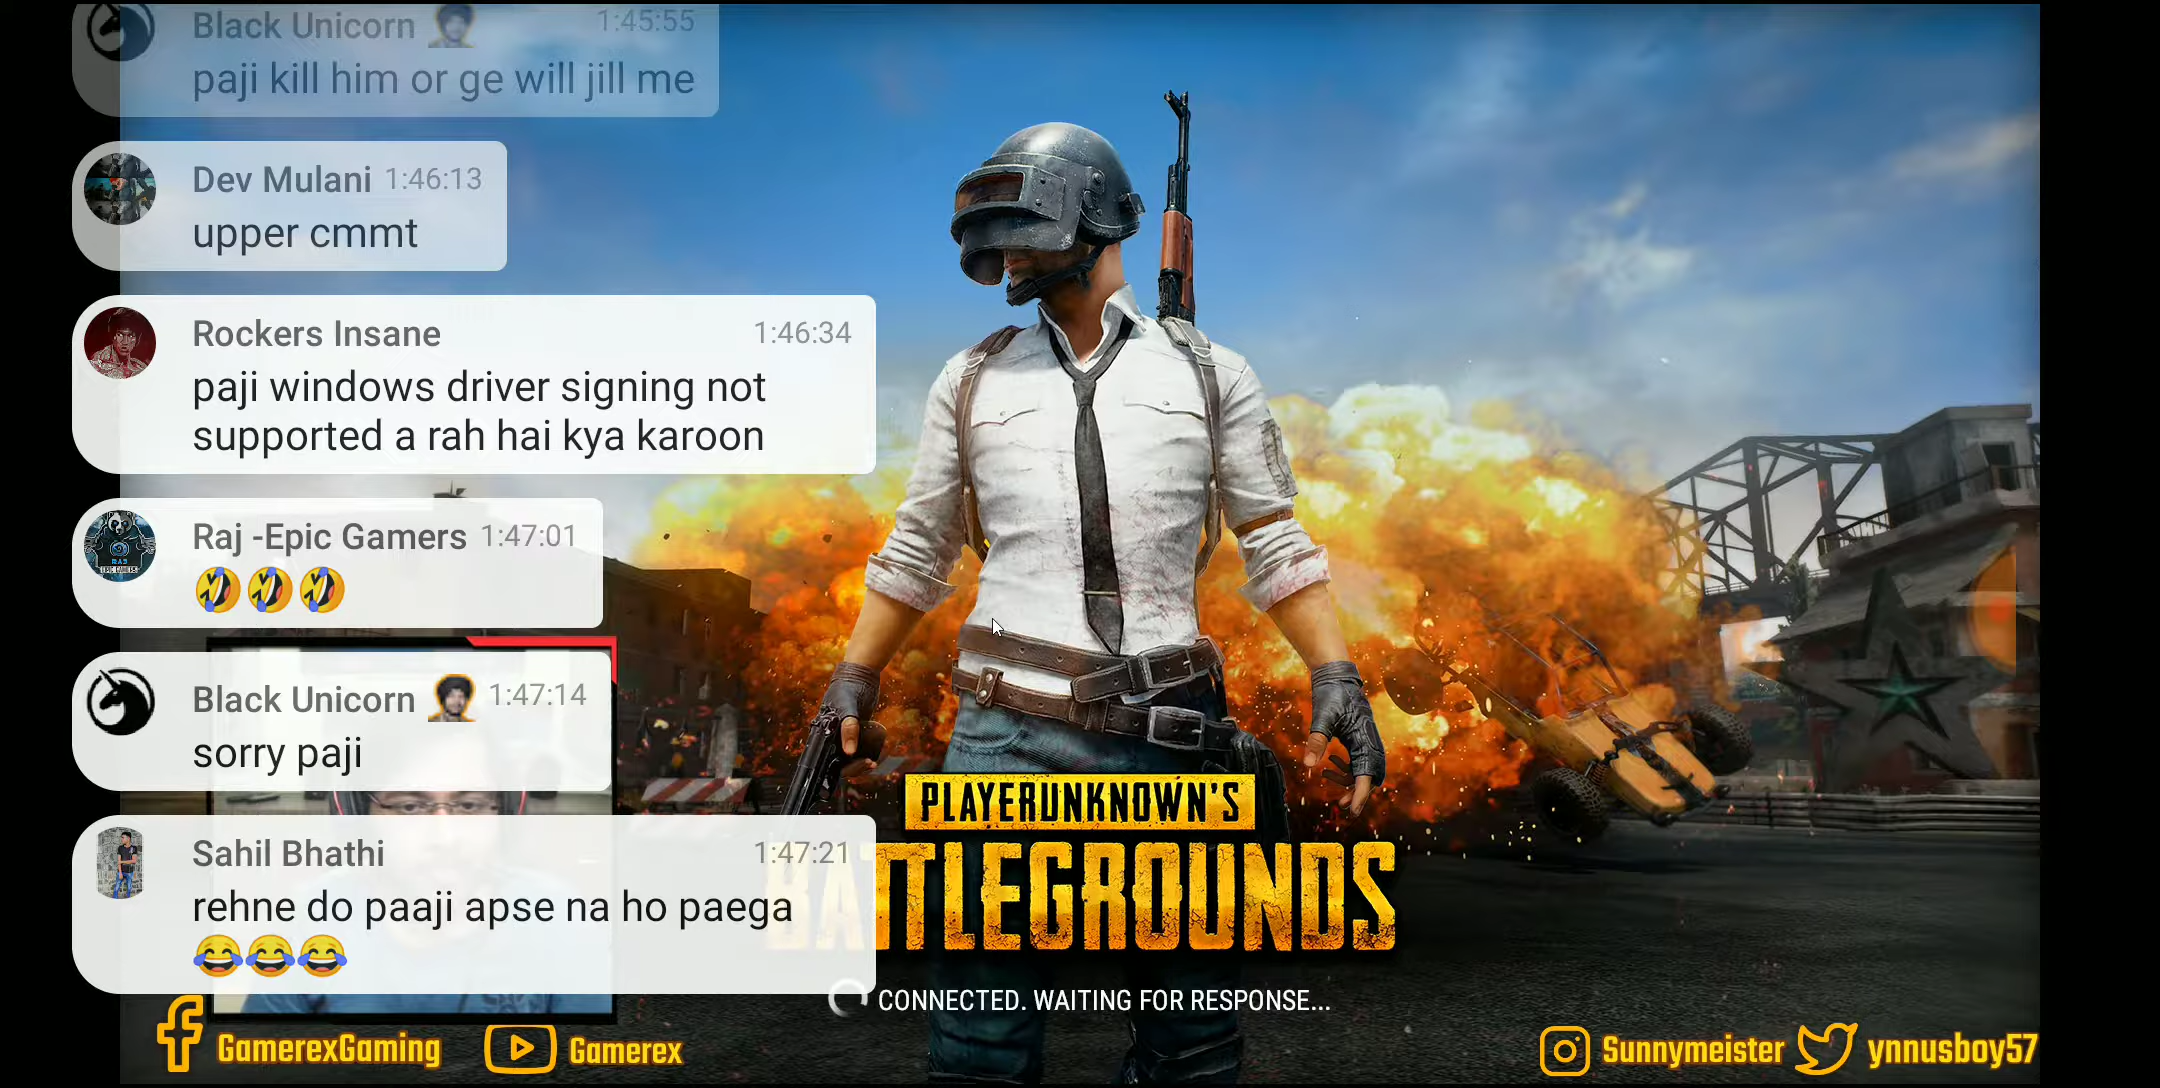 Black Unicorn 1:45:55
paji kill him or ge will jill me
Dev Mulani 1:46:13
upper cmmt
Rockers Insane 1:46:34
paji windows driver signing not
supported a rah hai kya karoon
Raj -Epic Gamers 1:47:01
🤣🤣🤣
Black Unicorn 1:47:14
sorry paji
Sahil Bhathi 1:47:21
rehne do paaji apse na ho paega
😂😂😂
PLAYERUNKNOWN'S
BATTLEGROUNDS
CONNECTED. WAITING FOR RESPONSE...
GamerexGaming Gamerex Sunnymeister ynnusboy57